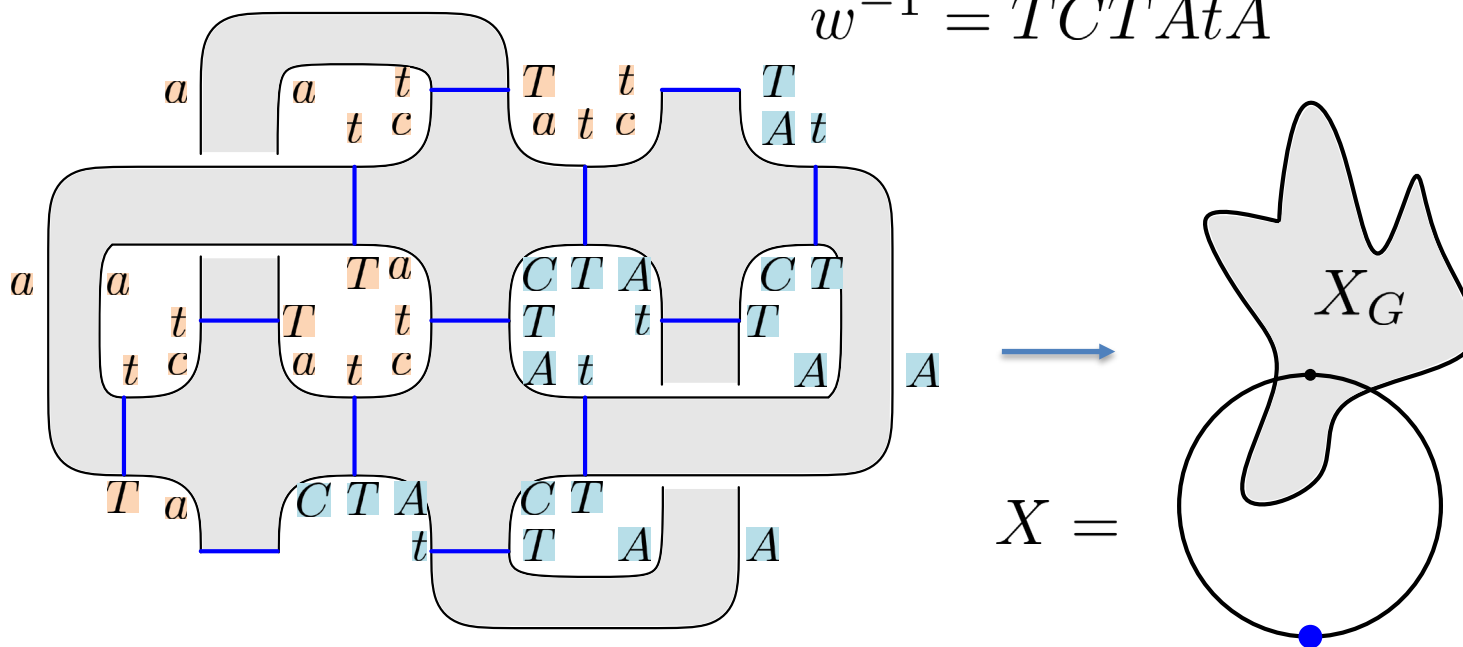 w⁻¹ = TCTAtA
a a t T t T
t c a t c A t
a a T a C T A C T
t T t T t T
t c a t c A t A A
X_G
T a C T A C T
t T A A
X =